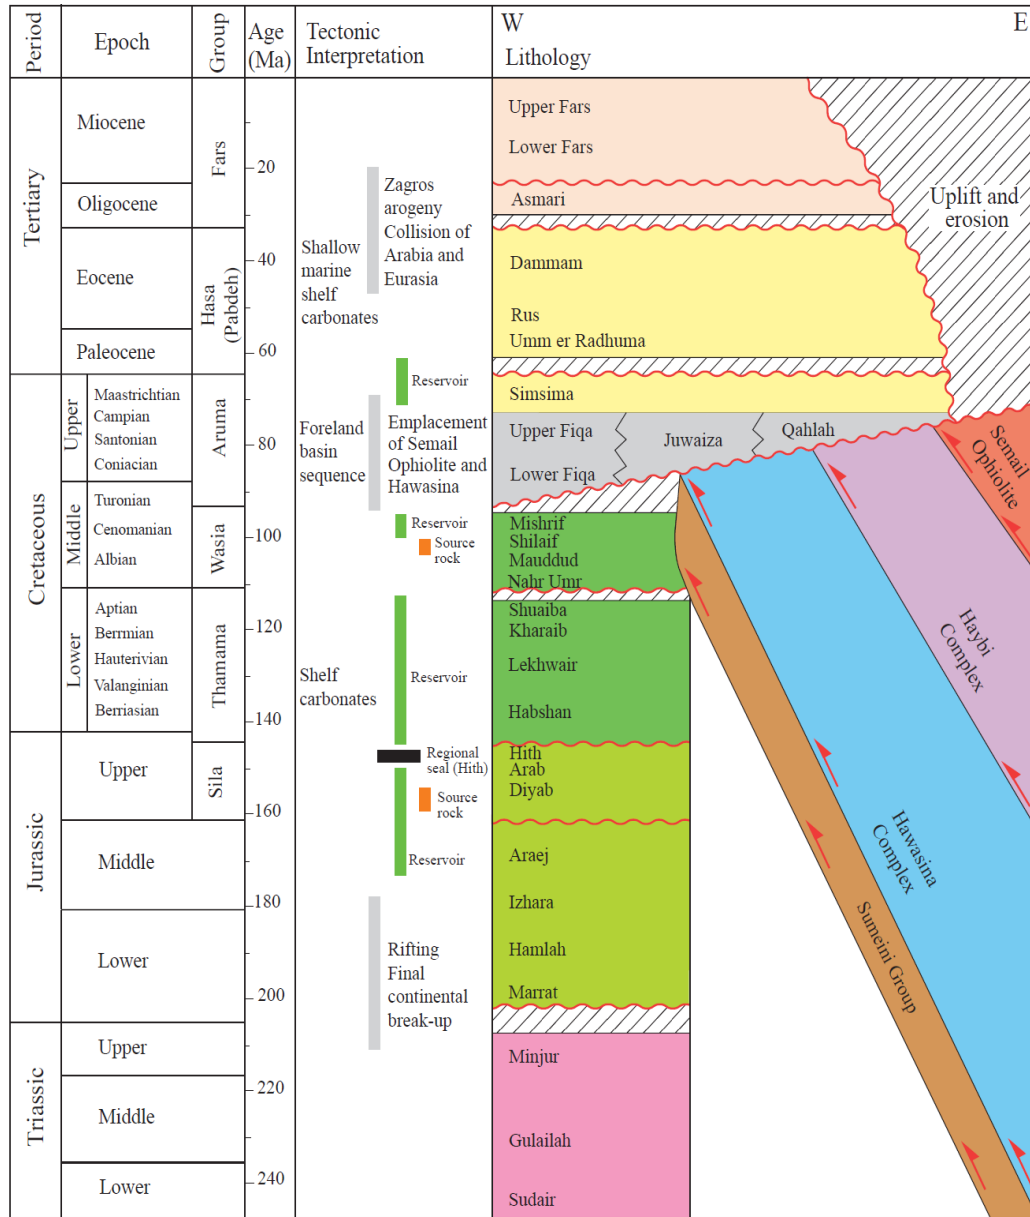 Period
Epoch
Group
Age
(Ma)
Tectonic
Interpretation
W
E
Lithology
Tertiary
Miocene
Oligocene
Eocene
Paleocene
Fars
Hasa
(Pabdeh)
Cretaceous
Upper
Maastrichtian
Campian
Santonian
Coniacian
Aruma
Middle
Turonian
Cenomanian
Albian
Wasia
Lower
Aptian
Berrmian
Hauterivian
Valanginian
Berriasian
Thamama
Jurassic
Upper
Sila
Middle
Lower
Triassic
Upper
Middle
Lower
20
40
60
80
100
120
140
160
180
200
220
240
Shallow
marine
shelf
carbonates
Zagros
arogeny
Collision of
Arabia and
Eurasia
Reservoir
Foreland
basin
sequence
Emplacement
of Semail
Ophiolite and
Hawasina
Reservoir
Source
rock
Shelf
carbonates
Reservoir
Regional
seal (Hith)
Source
rock
Reservoir
Rifting
Final
continental
break-up
Upper Fars
Lower Fars
Asmari
Dammam
Rus
Umm er Radhuma
Simsima
Upper Fiqa
Lower Fiqa
Juwaiza
Qahlah
Mishrif
Shilaif
Mauddud
Nahr Umr
Shuaiba
Kharaib
Lekhwair
Habshan
Hith
Arab
Diyab
Araej
Izhara
Hamlah
Marrat
Minjur
Gulailah
Sudair
Uplift and
erosion
Semail
Ophiolite
Haybi
Complex
Hawasina
Complex
Sumeini Group